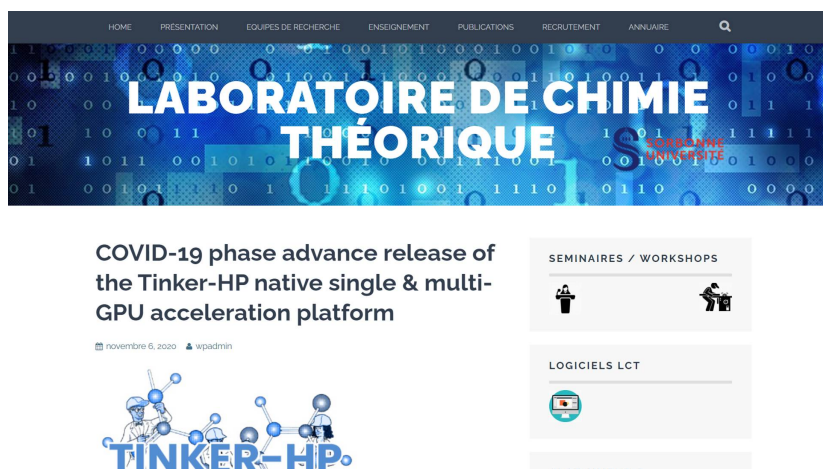 HOME PRÉSENTATION EQUIPES DE RECHERCHE ENSEIGNEMENT PUBLICATIONS RECRUTEMENT ANNUAIRE
LABORATOIRE DE CHIMIE
THÉORIQUE
SORBONNE
UNIVERSITÉ
COVID-19 phase advance release of
the Tinker-HP native single & multi-
GPU acceleration platform
novembre 6, 2020 wpadmin
TINKER-HP
SEMINAIRES / WORKSHOPS
LOGICIELS LCT